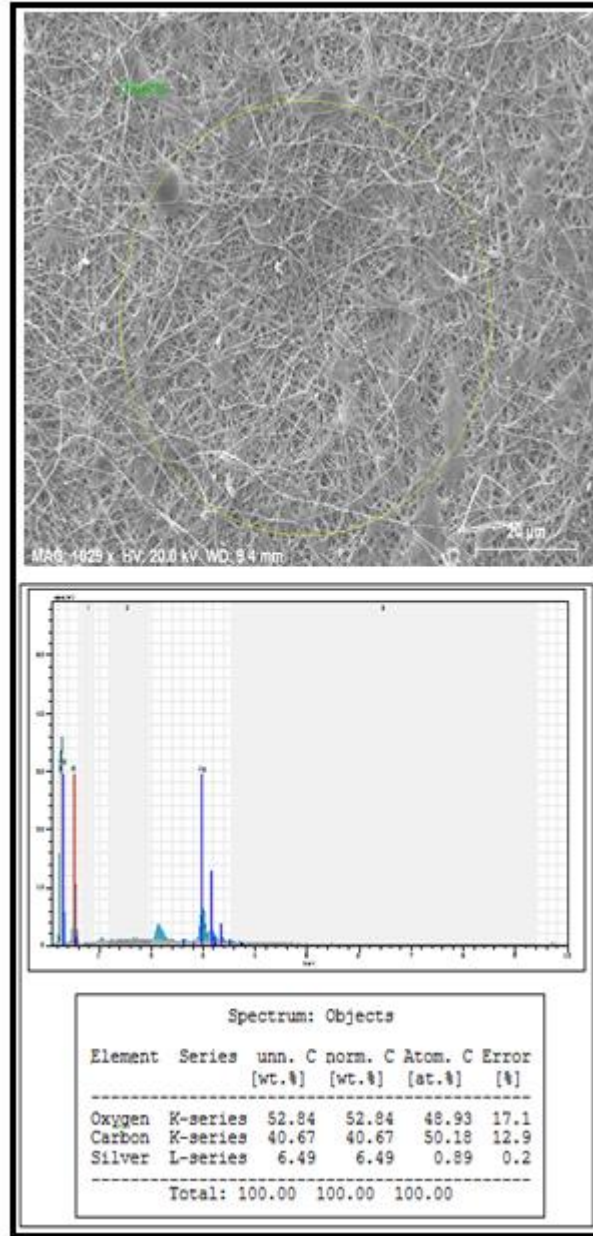 MAG: 1029 x HV: 20.0 kV WD: 9.4 mm
20 µm
Spectrum: Objects
Element Series unn. C norm. C Atom. C Error
[wt.%] [wt.%] [at.%] [%]
Oxygen K-series 52.84 52.84 48.93 17.1
Carbon K-series 40.67 40.67 50.18 12.9
Silver L-series 6.49 6.49 0.89 0.2
Total: 100.00 100.00 100.00